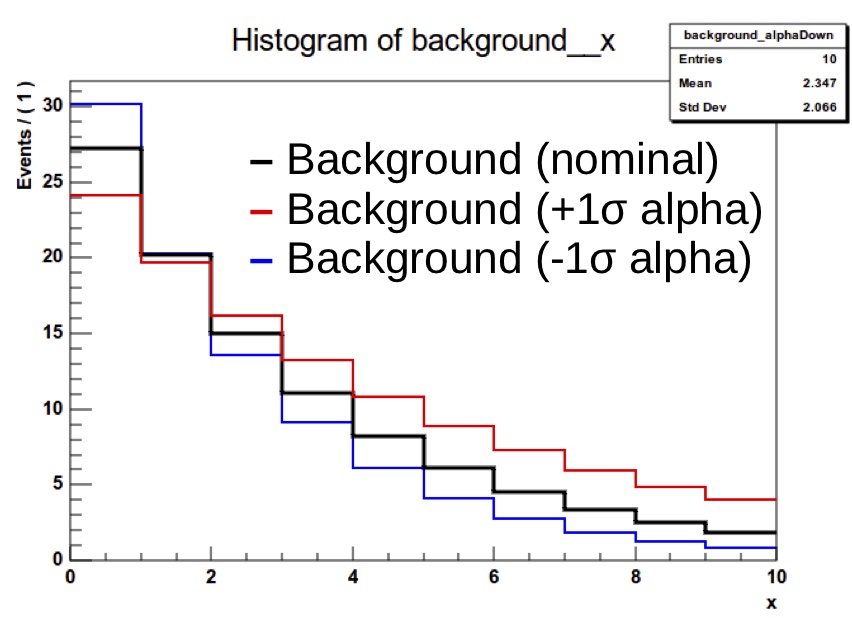 Histogram of background__x
background_alphaDown
Entries 10
Mean 2.347
Std Dev 2.066
Events / ( 1 )
30
25
20
15
10
5
0
Background (nominal)
Background (+1σ alpha)
Background (-1σ alpha)
0 2 4 6 8 10
x